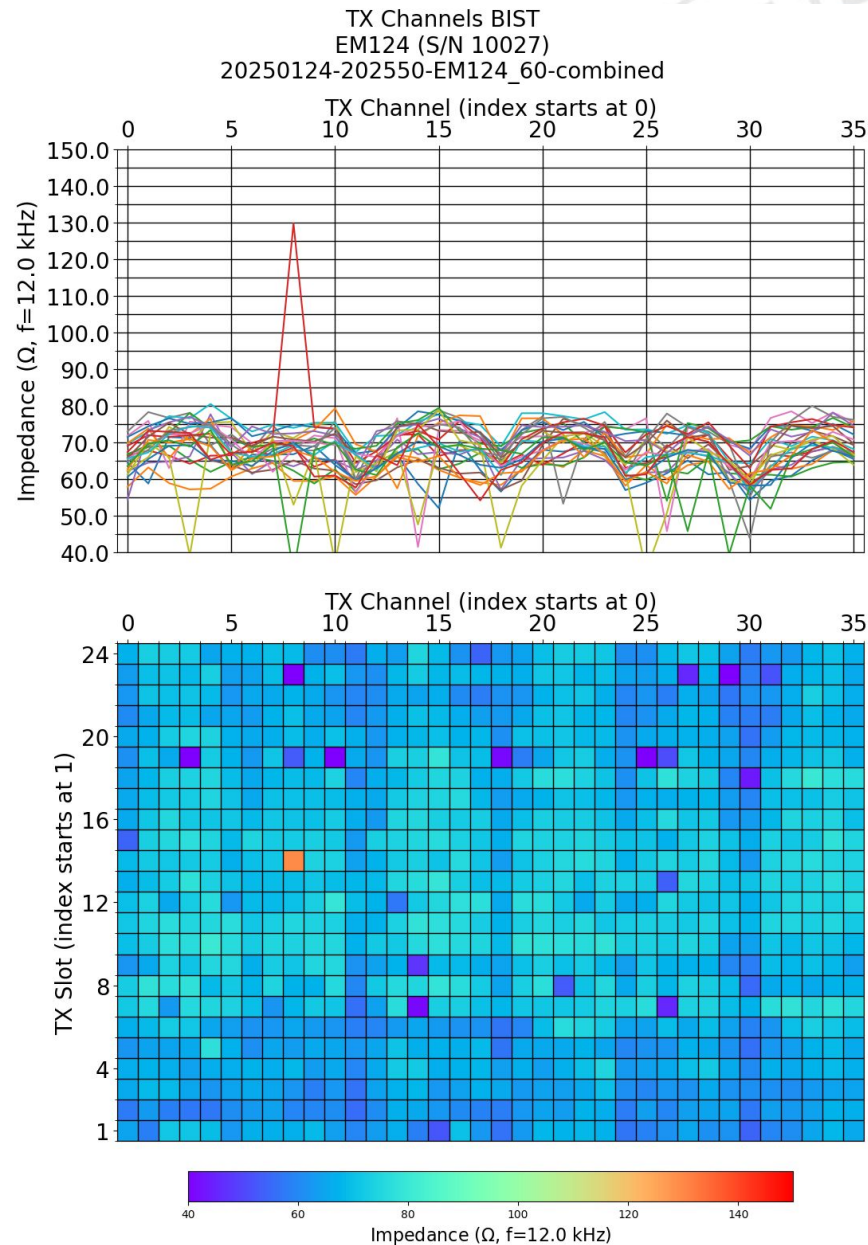 TX Channels BIST
EM124 (S/N 10027)
20250124-202550-EM124_60-combined
TX Channel (index starts at 0)
0 5 10 15 20 25 30 35
150.0
140.0
130.0
120.0
110.0
100.0
90.0
80.0
70.0
60.0
50.0
40.0
Impedance (Ω, f=12.0 kHz)
TX Channel (index starts at 0)
0 5 10 15 20 25 30 35
24
20
16
12
8
4
1
TX Slot (index starts at 1)
40 60 80 100 120 140
Impedance (Ω, f=12.0 kHz)